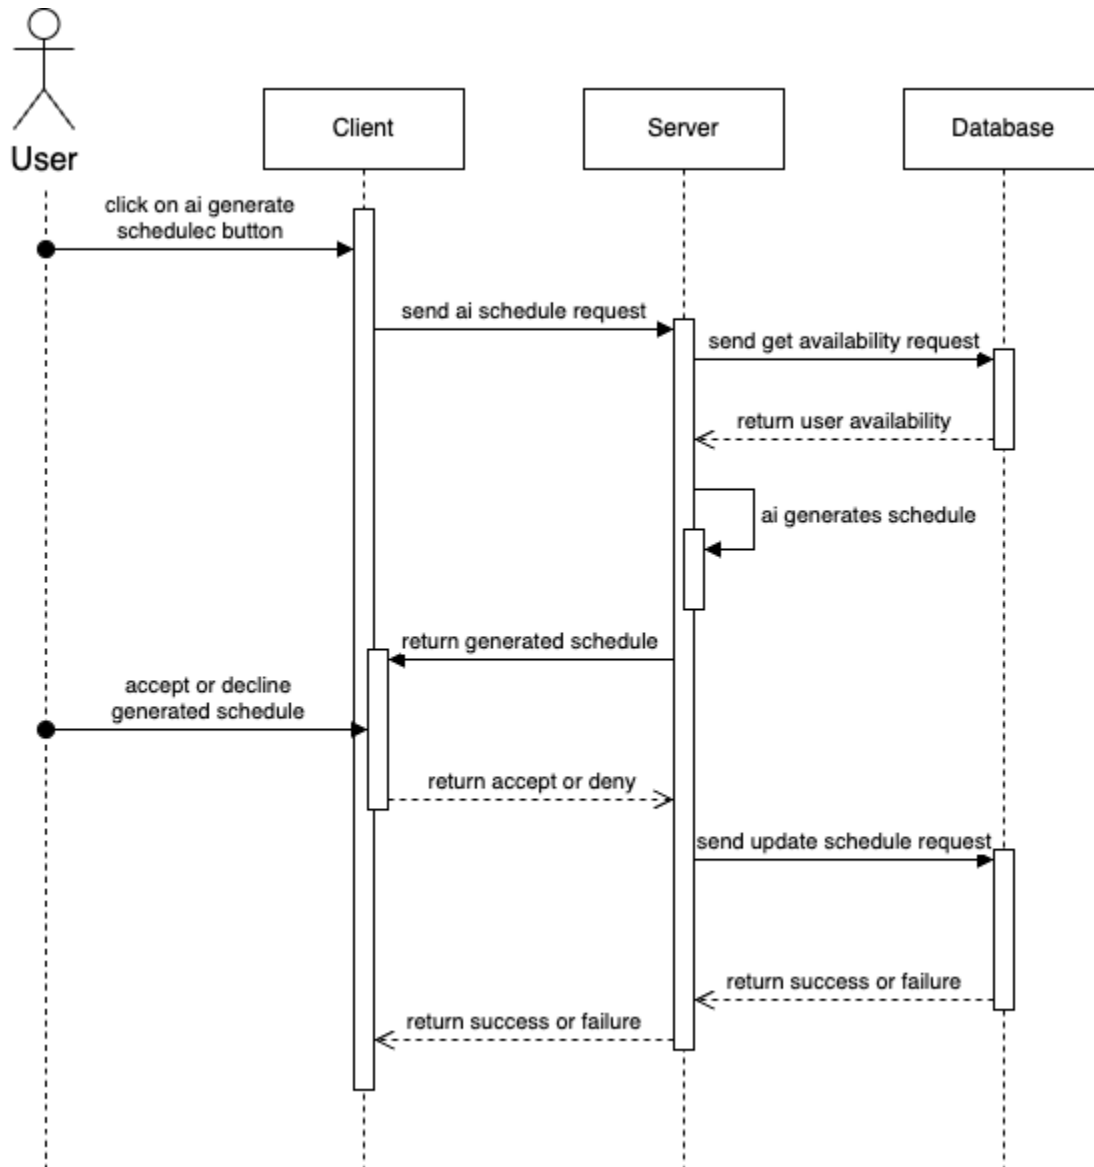 User
Client
Server
Database
click on ai generate
schedulec button
send ai schedule request
send get availability request
return user availability
ai generates schedule
return generated schedule
accept or decline
generated schedule
return accept or deny
send update schedule request
return success or failure
return success or failure